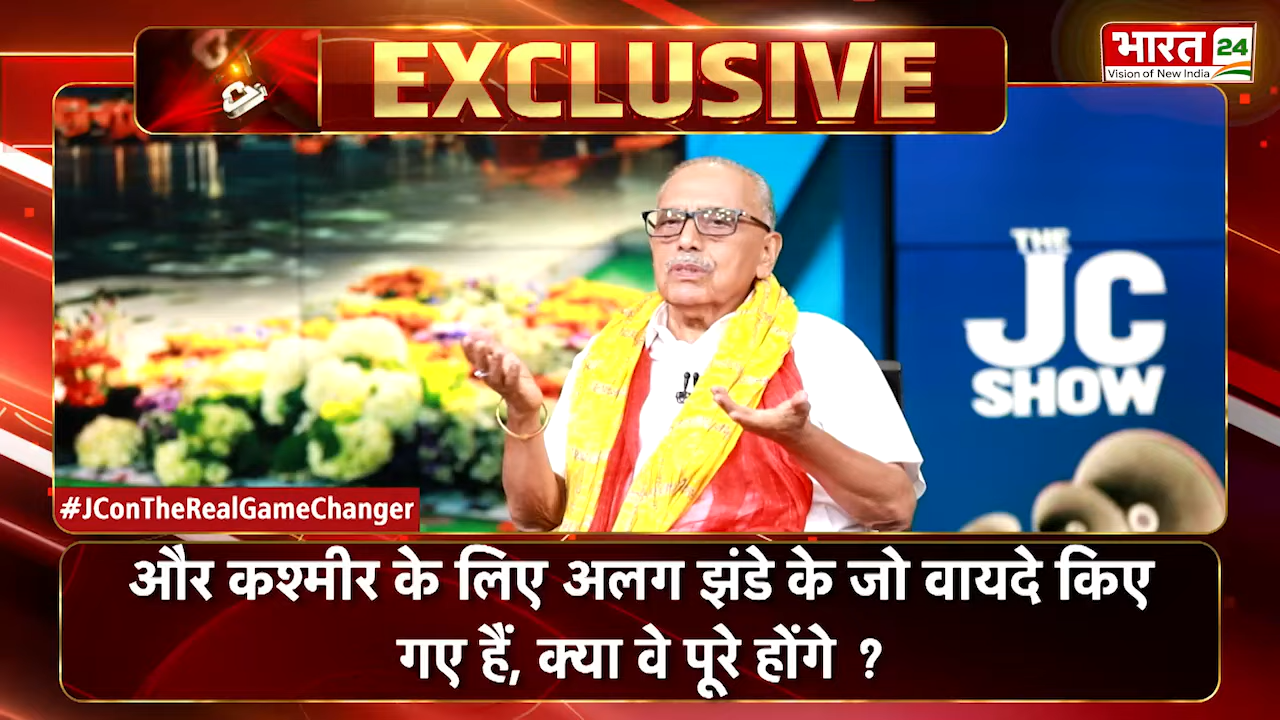 EXCLUSIVE
भारत 24
Vision of New India
THE
JC
SHOW
#JConTheRealGameChanger
और कश्मीर के लिए अलग झंडे के जो वायदे किए
गए हैं, क्या वे पूरे होंगे ?